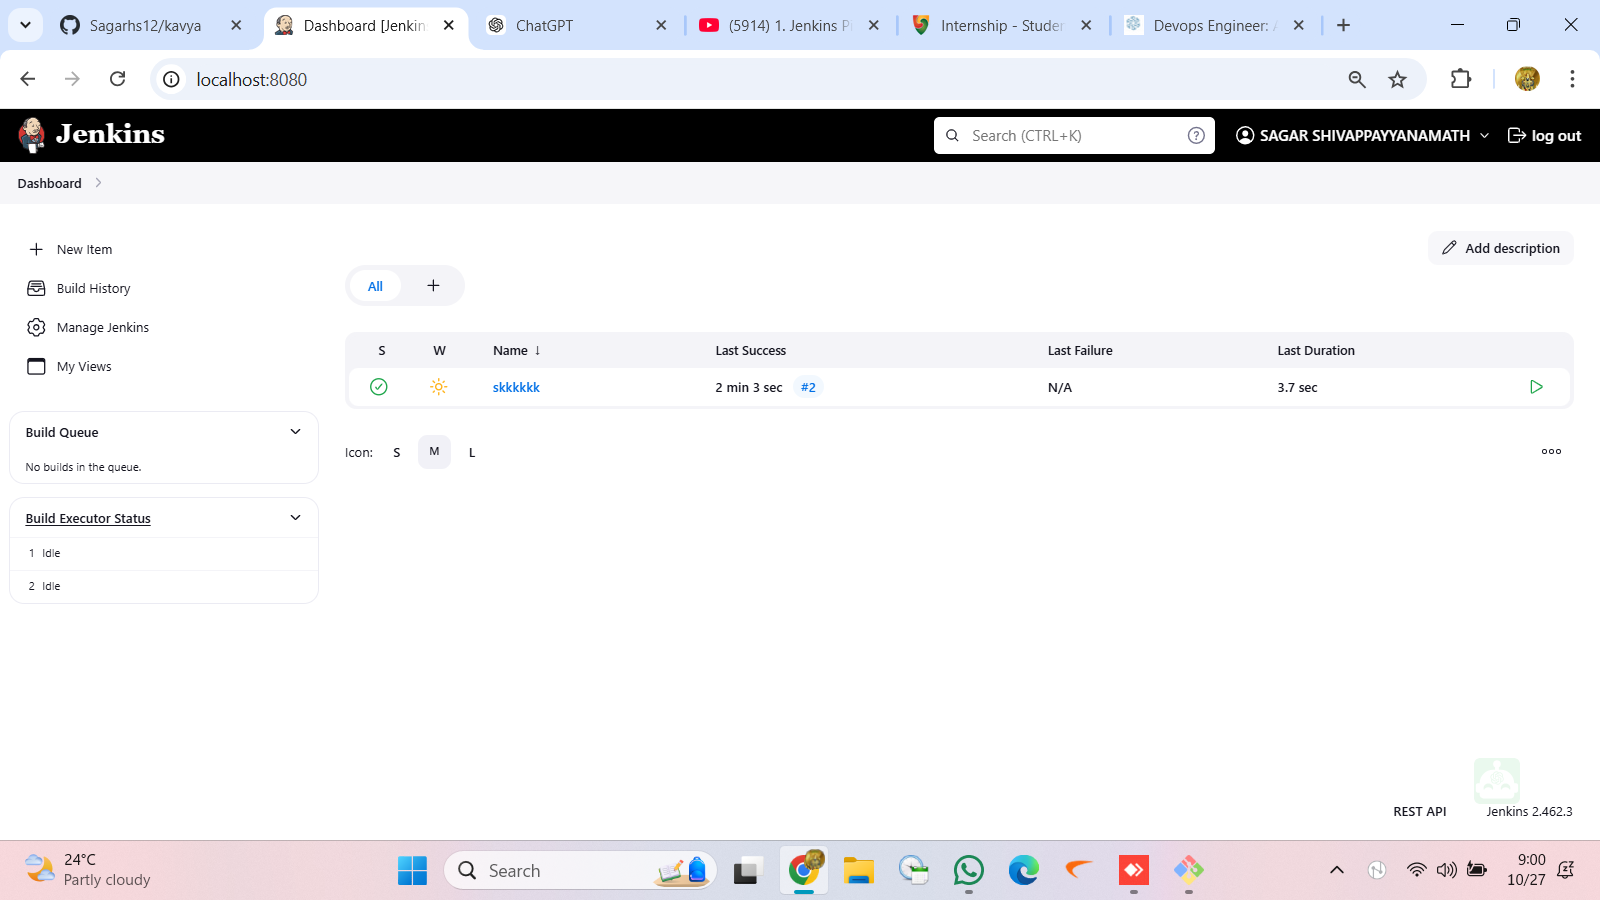 Sagarhs12/kavya
Dashboard [Jenkin
ChatGPT
(5914) 1. Jenkins P
Internship - Studen
Devops Engineer: A
localhost:8080
Jenkins
Search (CTRL+K)
SAGAR SHIVAPPAYYANAMATH
log out
Dashboard
New Item
Add description
Build History
All +
Manage Jenkins
My Views
S W Name ↓ Last Success Last Failure Last Duration
skkkkkk 2 min 3 sec #2 N/A 3.7 sec
Build Queue
No builds in the queue.
Icon: S M L
Build Executor Status
1 Idle
2 Idle
REST API Jenkins 2.462.3
24°C
Partly cloudy
Search
9:00
10/27